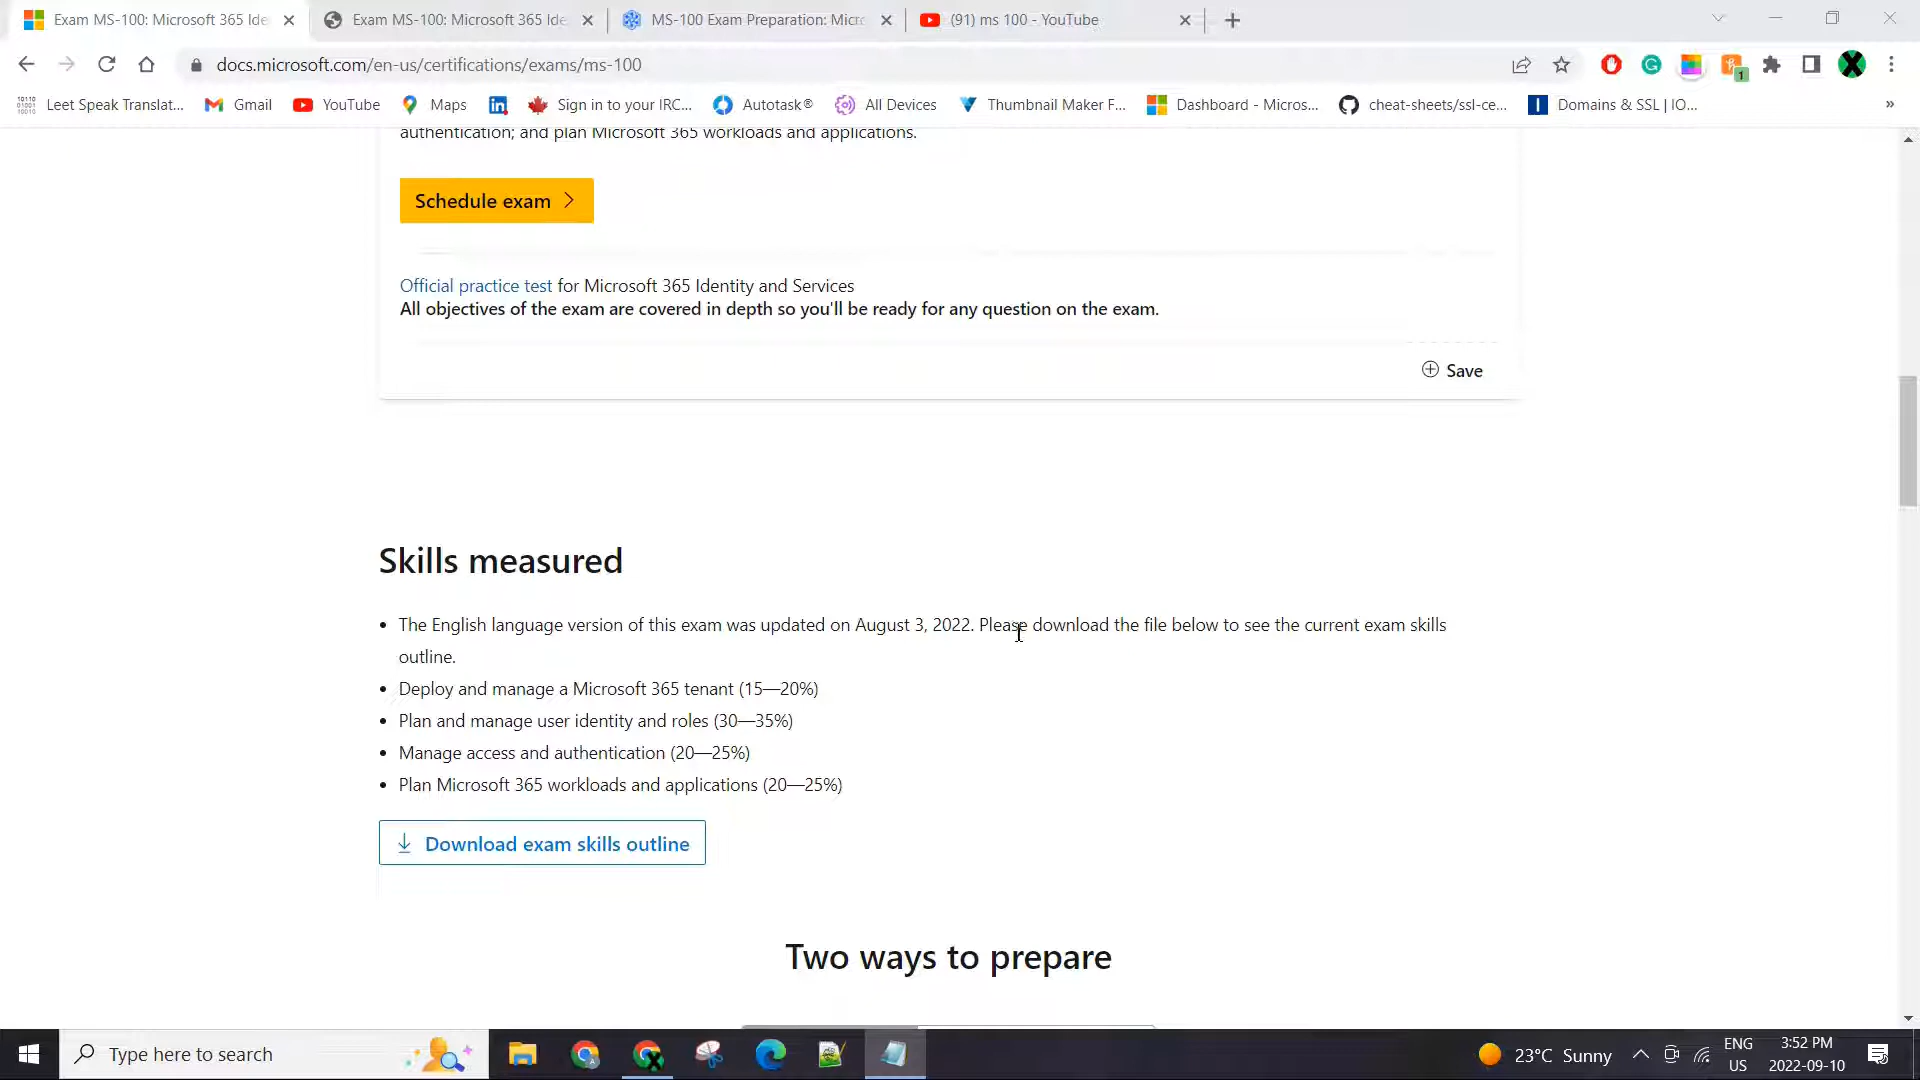 Exam MS-100: Microsoft 365 Ide
Exam MS-100: Microsoft 365 Ide
MS-100 Exam Preparation: Micro
(91) ms 100 - YouTube
docs.microsoft.com/en-us/certifications/exams/ms-100
1
Leet Speak Translat...
Gmail
YouTube
Maps
Sign in to your IRC...
Autotask®
All Devices
Thumbnail Maker F...
Dashboard - Micros...
cheat-sheets/ssl-ce...
Domains & SSL | IO...
»
authentication; and plan Microsoft 365 workloads and applications.
Schedule exam
Official practice test for Microsoft 365 Identity and Services
All objectives of the exam are covered in depth so you'll be ready for any question on the exam.
Save
Skills measured
• The English language version of this exam was updated on August 3, 2022. Please download the file below to see the current exam skills
outline.
• Deploy and manage a Microsoft 365 tenant (15—20%)
• Plan and manage user identity and roles (30—35%)
• Manage access and authentication (20—25%)
• Plan Microsoft 365 workloads and applications (20—25%)
Download exam skills outline
Two ways to prepare
Type here to search
23°C Sunny
ENG
US
3:52 PM
2022-09-10